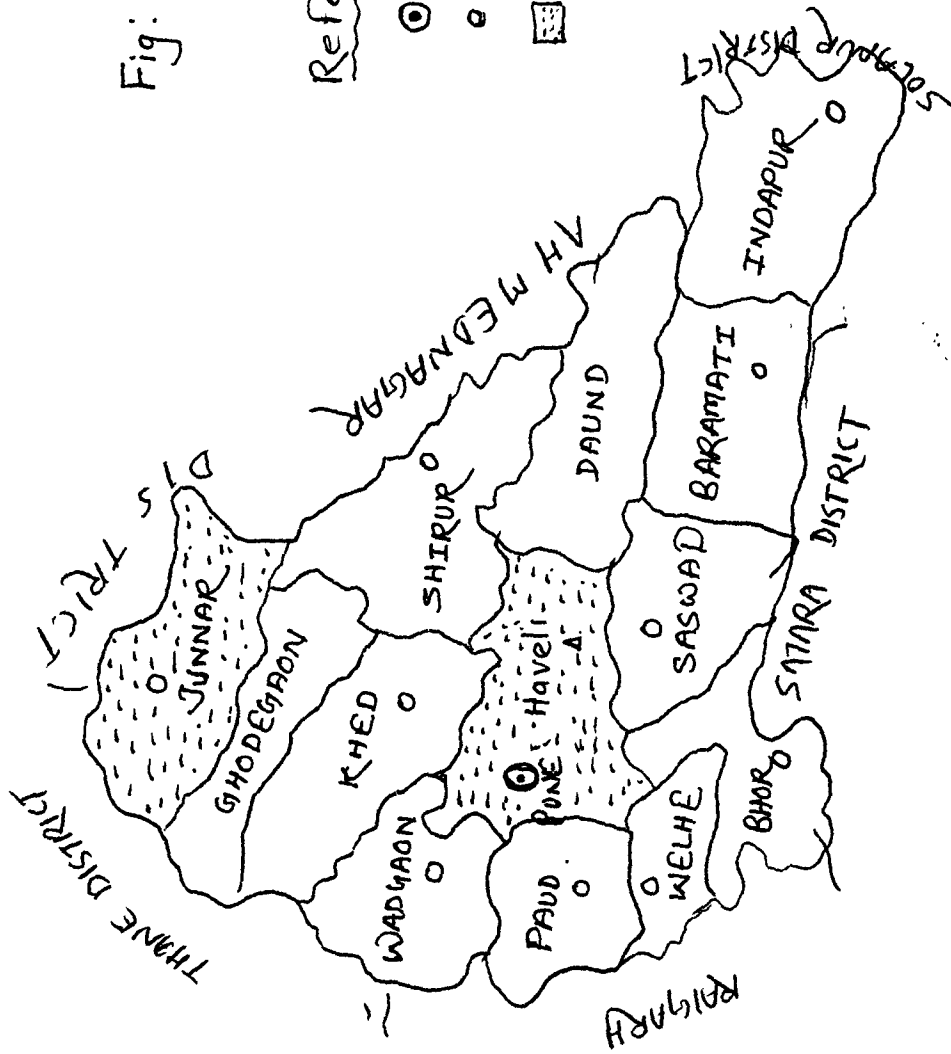 Fig:
Refe
THANE DISTRICT
AHMEDNAGAR
DISTRICT
JUNNAR
GHODEGAON
KHED
SHIRUR
WADGAON
PUNE
Haveli
DAUND
PAUD
WELHE
SASWAD
BARAMATI
INDAPUR
BHOR
RAIGARH
SATARA DISTRICT
SOLAPUR DISTRICT